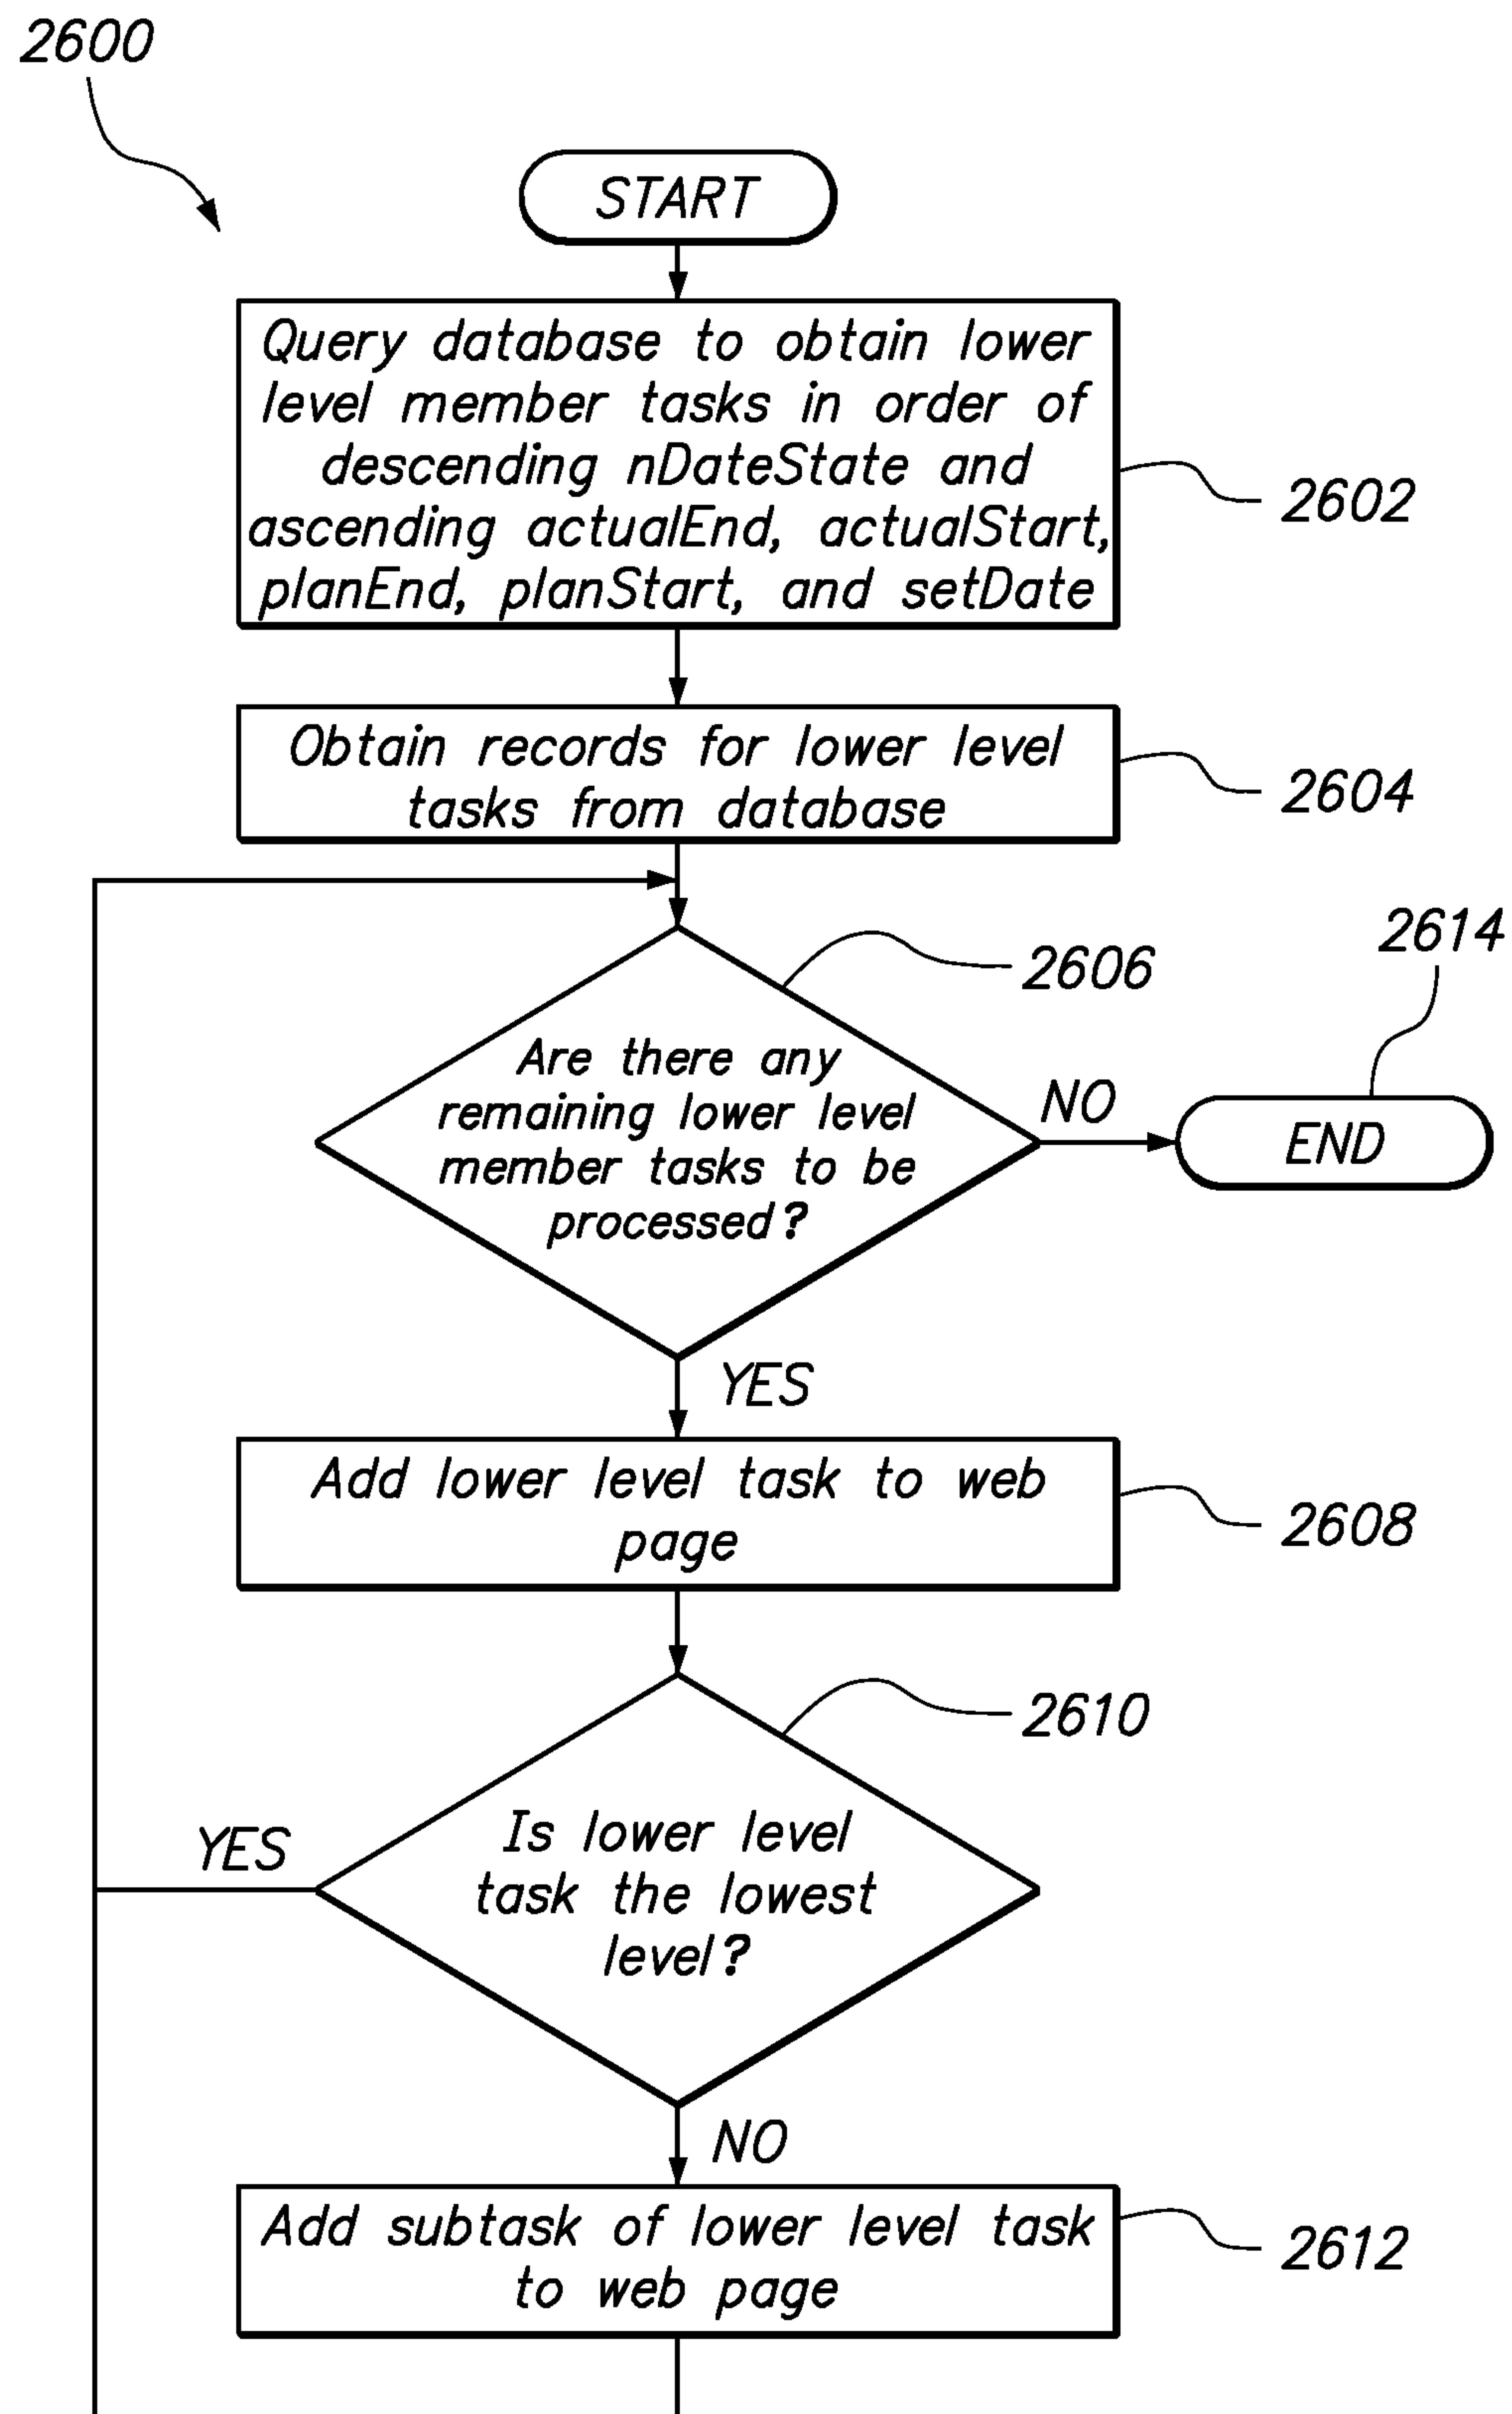 2600
START
Query database to obtain lower
level member tasks in order of
descending nDateState and
ascending actualEnd, actualStart,
planEnd, planStart, and setDate
2602
Obtain records for lower level
tasks from database
2604
2606
2614
Are there any
remaining lower level
member tasks to be
processed?
NO
END
YES
Add lower level task to web
page
2608
2610
Is lower level
task the lowest
level?
YES
NO
Add subtask of lower level task
to web page
2612